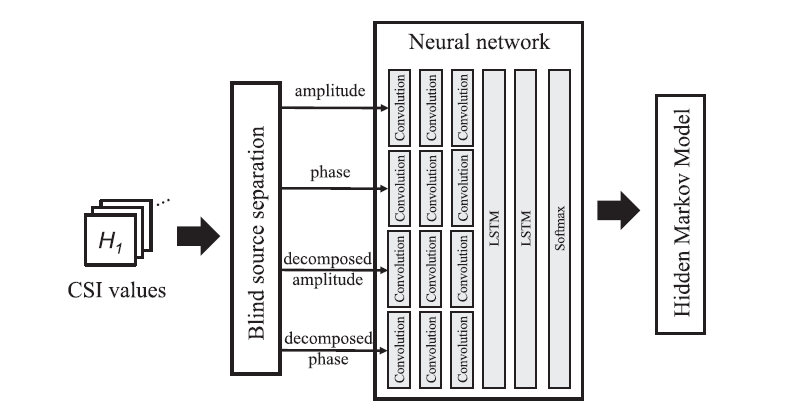 Neural network
amplitude
phase
decomposed
amplitude
decomposed
phase
Blind source separation
H1
...
CSI values
Convolution
Convolution
Convolution
Convolution
Convolution
Convolution
Convolution
Convolution
Convolution
Convolution
Convolution
Convolution
LSTM
LSTM
Softmax
Hidden Markov Model